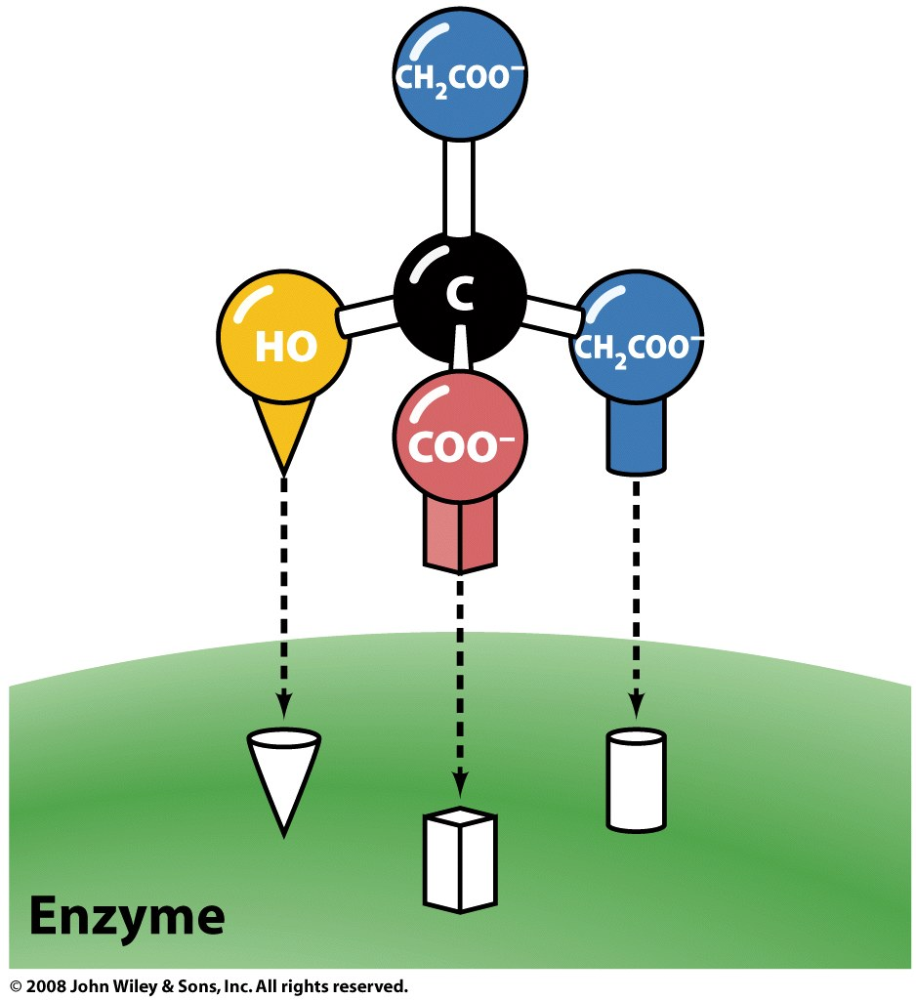 CH₂COO⁻
C
HO
CH₂COO⁻
COO⁻
Enzyme
© 2008 John Wiley & Sons, Inc. All rights reserved.